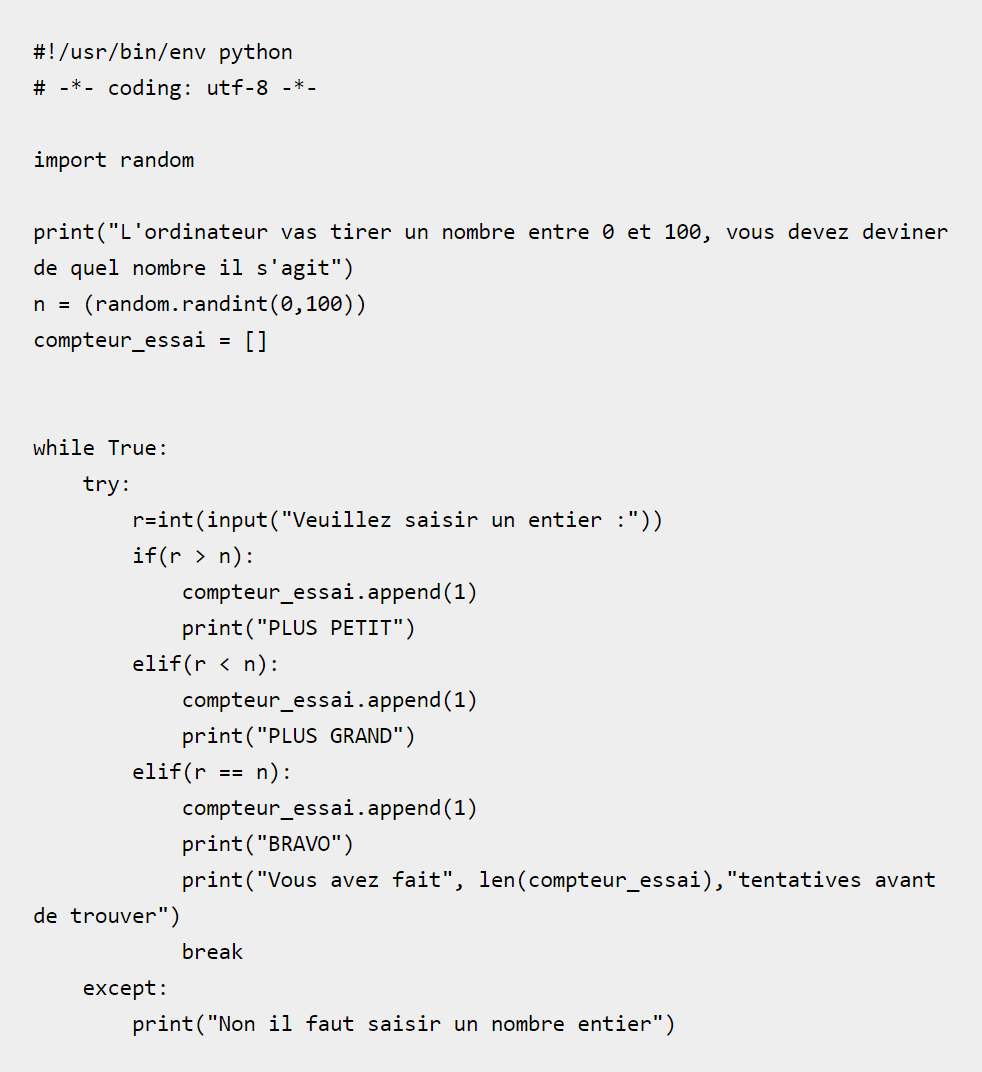 #!/usr/bin/env python
# -*- coding: utf-8 -*-

import random

print("L'ordinateur vas tirer un nombre entre 0 et 100, vous devez deviner
de quel nombre il s'agit")
n = (random.randint(0,100))
compteur_essai = []


while True:
    try:
        r=int(input("Veuillez saisir un entier :"))
        if(r > n):
            compteur_essai.append(1)
            print("PLUS PETIT")
        elif(r < n):
            compteur_essai.append(1)
            print("PLUS GRAND")
        elif(r == n):
            compteur_essai.append(1)
            print("BRAVO")
            print("Vous avez fait", len(compteur_essai),"tentatives avant
de trouver")
            break
    except:
        print("Non il faut saisir un nombre entier")